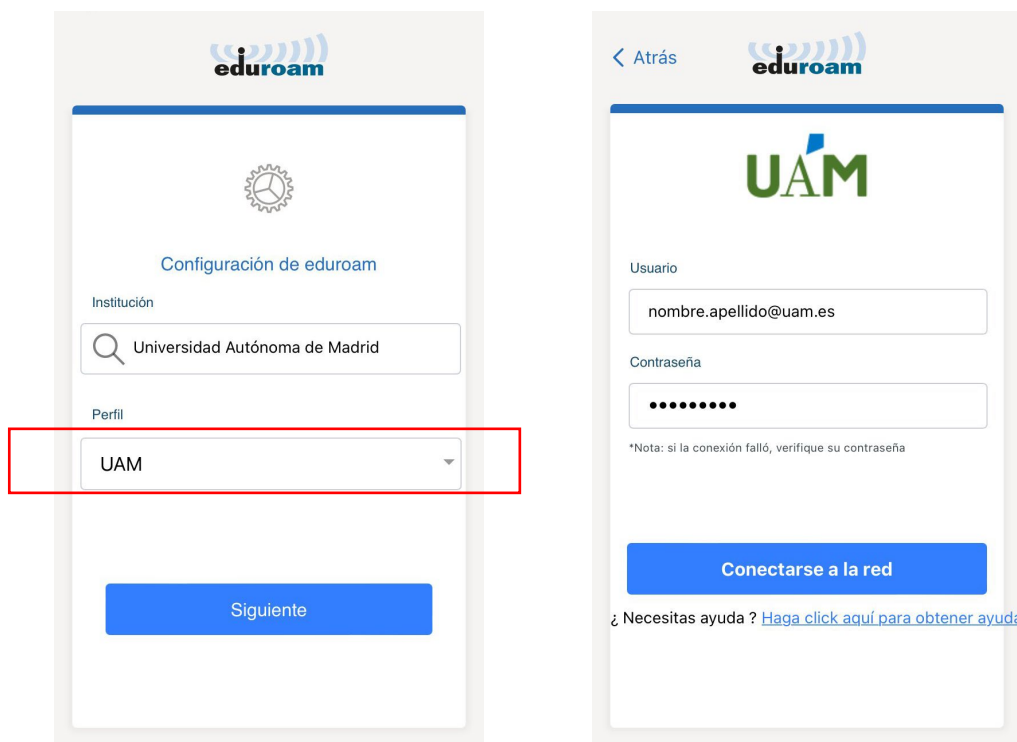 eduroam
Configuración de eduroam
Institución
Universidad Autónoma de Madrid
Perfil
UAM
Siguiente
Atrás
eduroam
UAM
Usuario
nombre.apellido@uam.es
Contraseña
•••••••••
*Nota: si la conexión falló, verifique su contraseña
Conectarse a la red
¿ Necesitas ayuda ? Haga click aquí para obtener ayuda